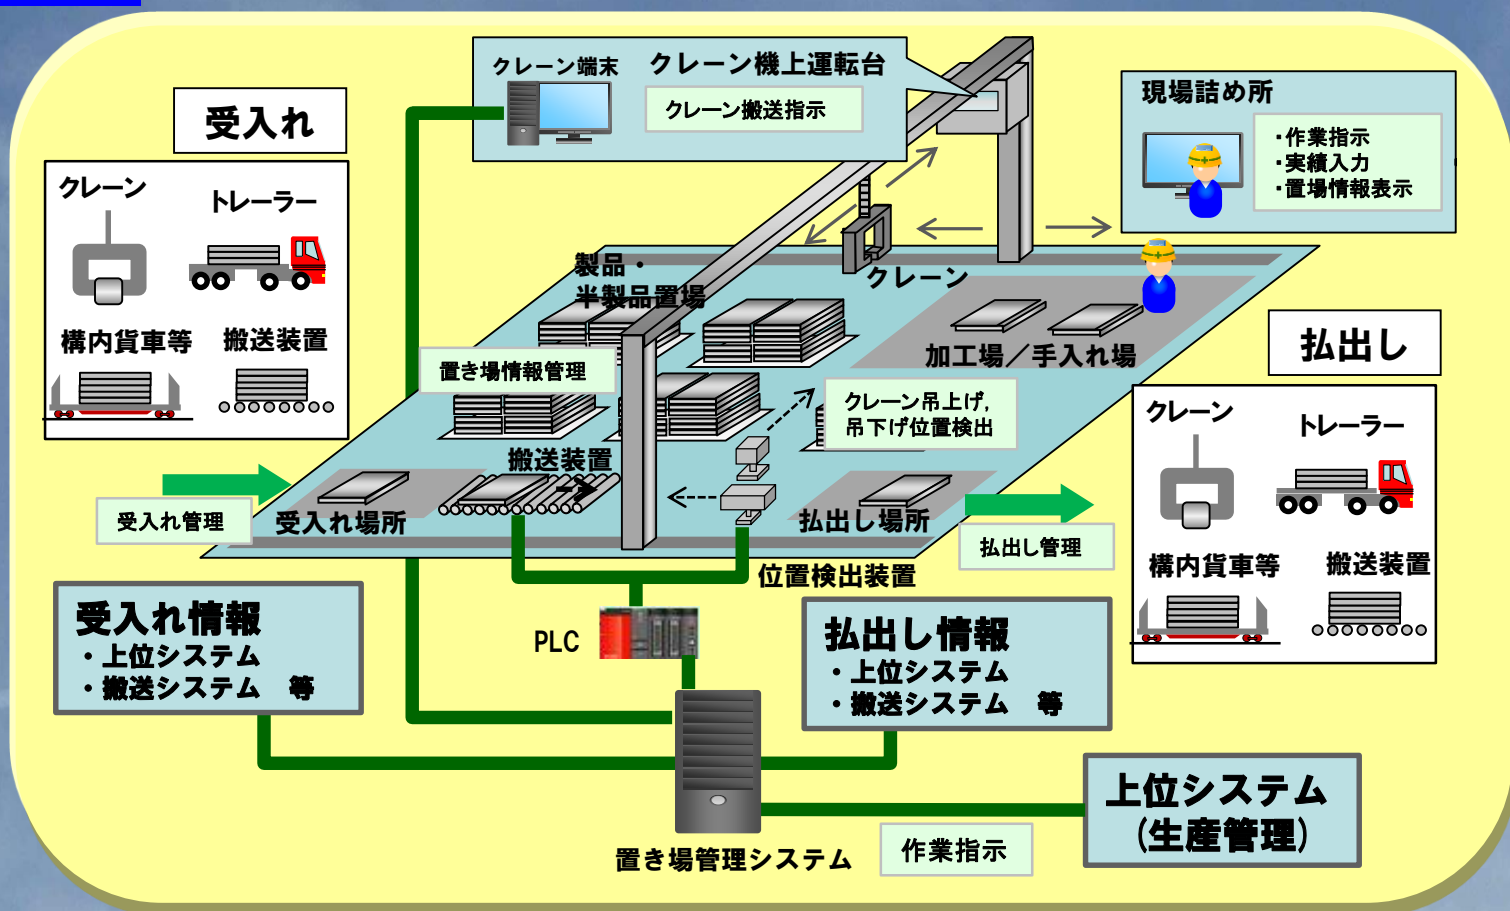 クレーン端末
クレーン機上運転台
クレーン搬送指示
現場詰め所
・作業指示
・実績入力
・置場情報表示
受入れ
クレーン
トレーラー
構内貨車等
搬送装置
製品・
半製品置場
クレーン
加工場／手入れ場
置き場情報管理
クレーン吊上げ,
吊下げ位置検出
払出し
クレーン
トレーラー
構内貨車等
搬送装置
搬送装置
受入れ管理
受入れ場所
払出し場所
払出し管理
位置検出装置
受入れ情報
・上位システム
・搬送システム　等
PLC
払出し情報
・上位システム
・搬送システム　等
上位システム
(生産管理)
置き場管理システム
作業指示